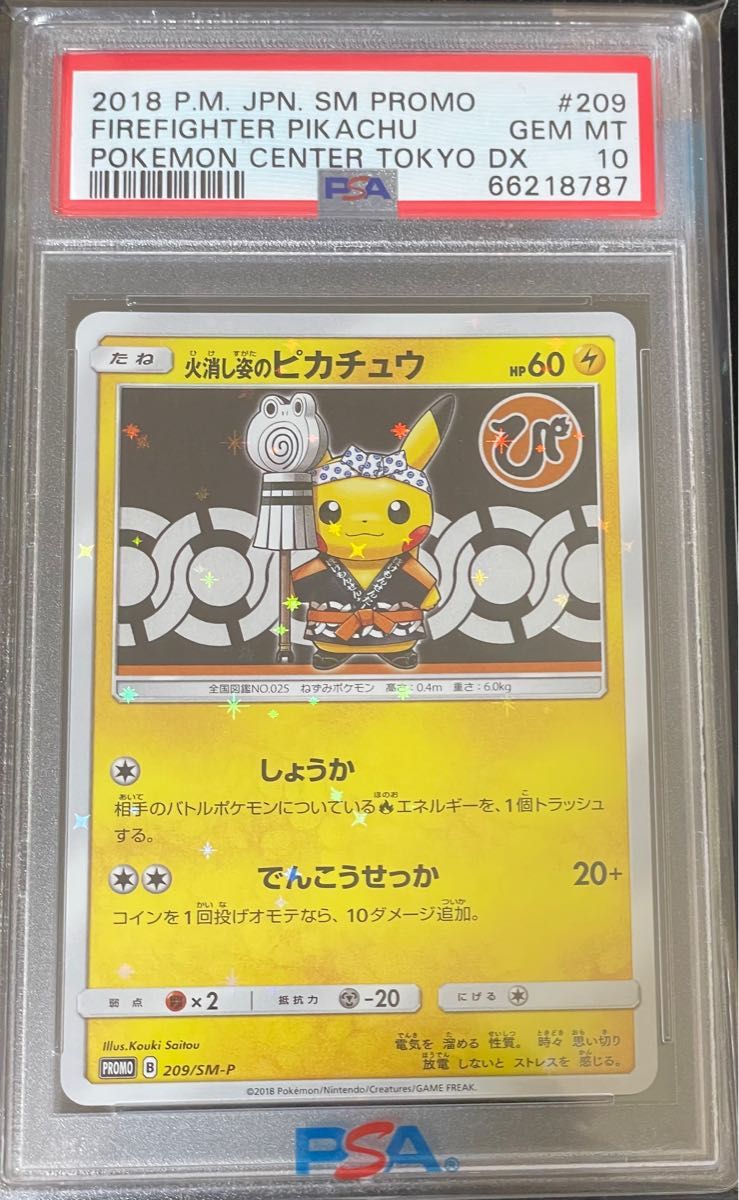 2018 P.M. JPN. SM PROMO #209
FIREFIGHTER PIKACHU GEM MT
POKEMON CENTER TOKYO DX 10
PSA 66218787
たね 火消し姿のピカチュウ HP60
ぴ
全国図鑑NO.025 ねずみポケモン 高さ:0.4m 重さ:6.0kg
しょうか
相手のバトルポケモンについているエネルギーを、1個トラッシュ
する。
でんこうせっか 20+
コインを1回投げオモテなら、10ダメージ追加。
弱点 ×2 抵抗力 -20 にげる
Illus.Kouki Saitou
電気を 溜める 性質。 時々 思い切り
放電 しないと ストレスを 感じる。
PROMO B 209/SM-P
©2018 Pokémon/Nintendo/Creatures/GAME FREAK.
PSA®